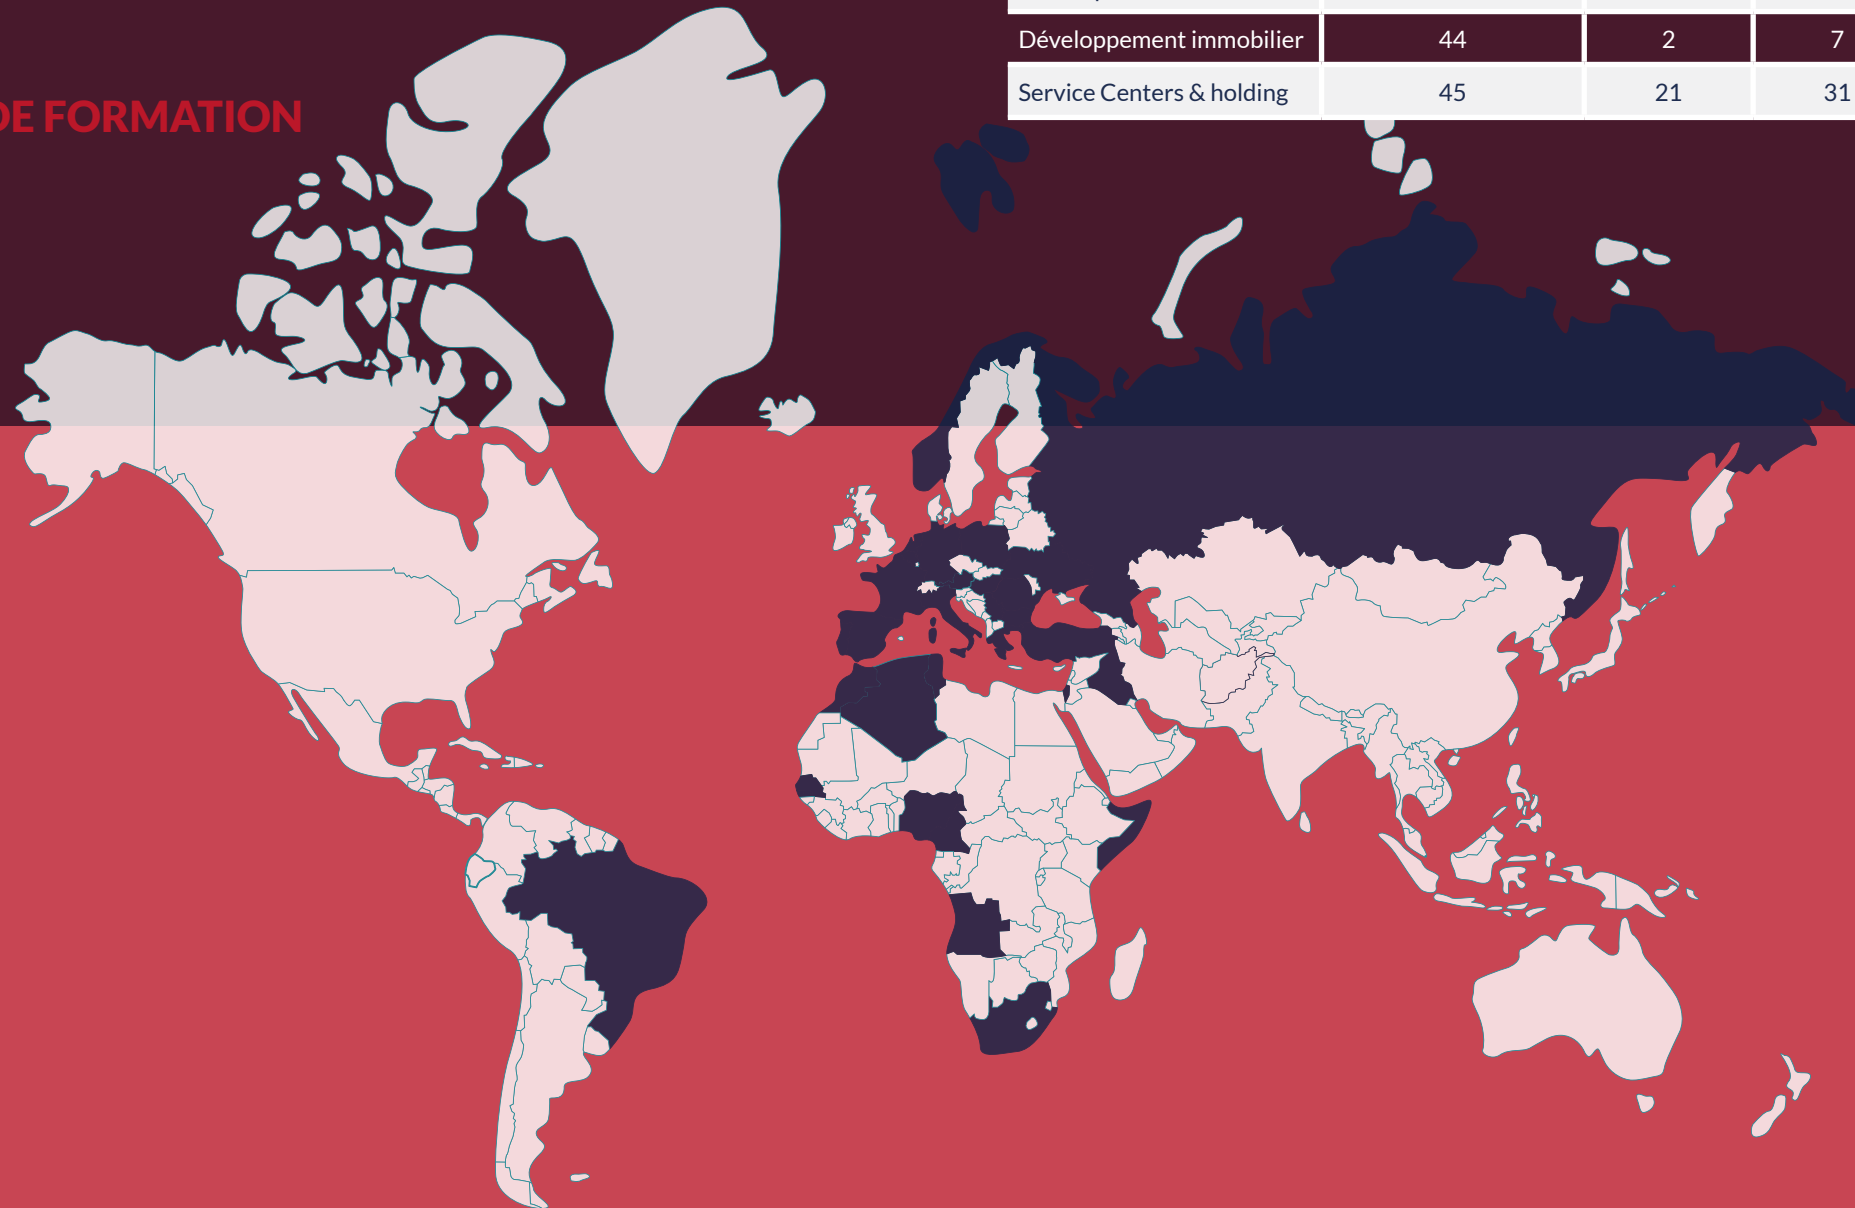 Développement immobilier 44 2 7
Service Centers & holding 45 21 31
DE FORMATION